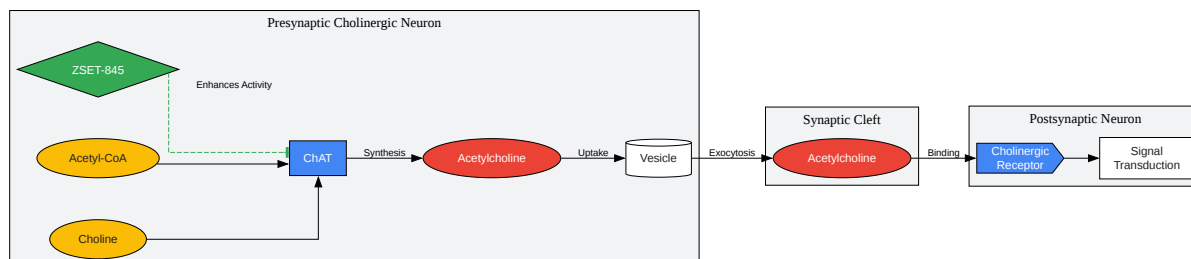 Presynaptic Cholinergic Neuron
ZSET-845
Enhances Activity
Acetyl-CoA
ChAT
Synthesis
Acetylcholine
Uptake
Vesicle
Exocytosis
Choline
Synaptic Cleft
Acetylcholine
Binding
Postsynaptic Neuron
Cholinergic
Receptor
Signal
Transduction